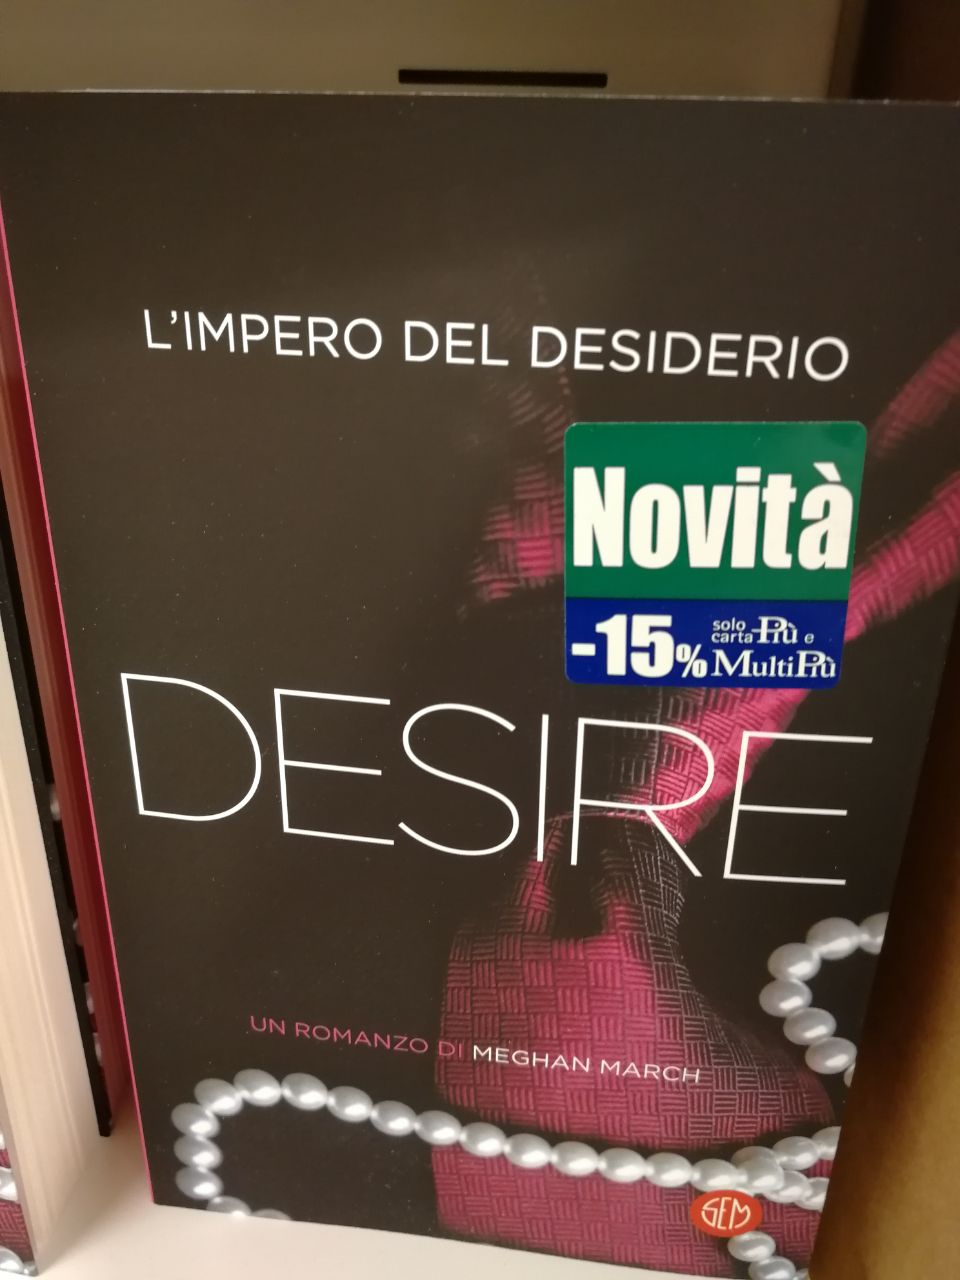 L'IMPERO DEL DESIDERIO
Novità
-15% solo carta Più e MultiPiù
DESIRE
UN ROMANZO DI MEGHAN MARCH
SEM